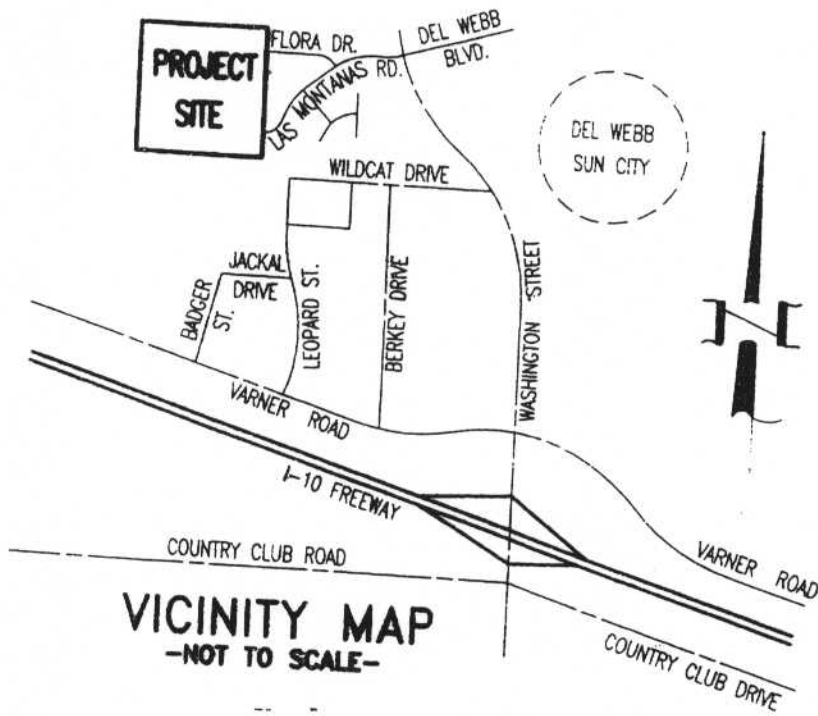 FLORA DR.
DEL WEBB
BLVD.
PROJECT
SITE
LAS MONTANAS RD.
DEL WEBB
SUN CITY
WILDCAT DRIVE
JACKAL
DRIVE
BADGER
ST.
LEOPARD ST.
BERKEY DRIVE
WASHINGTON STREET
VARNER
ROAD
I-10 FREEWAY
VARNER ROAD
COUNTRY CLUB ROAD
VICINITY MAP
-NOT TO SCALE-
COUNTRY CLUB DRIVE
N